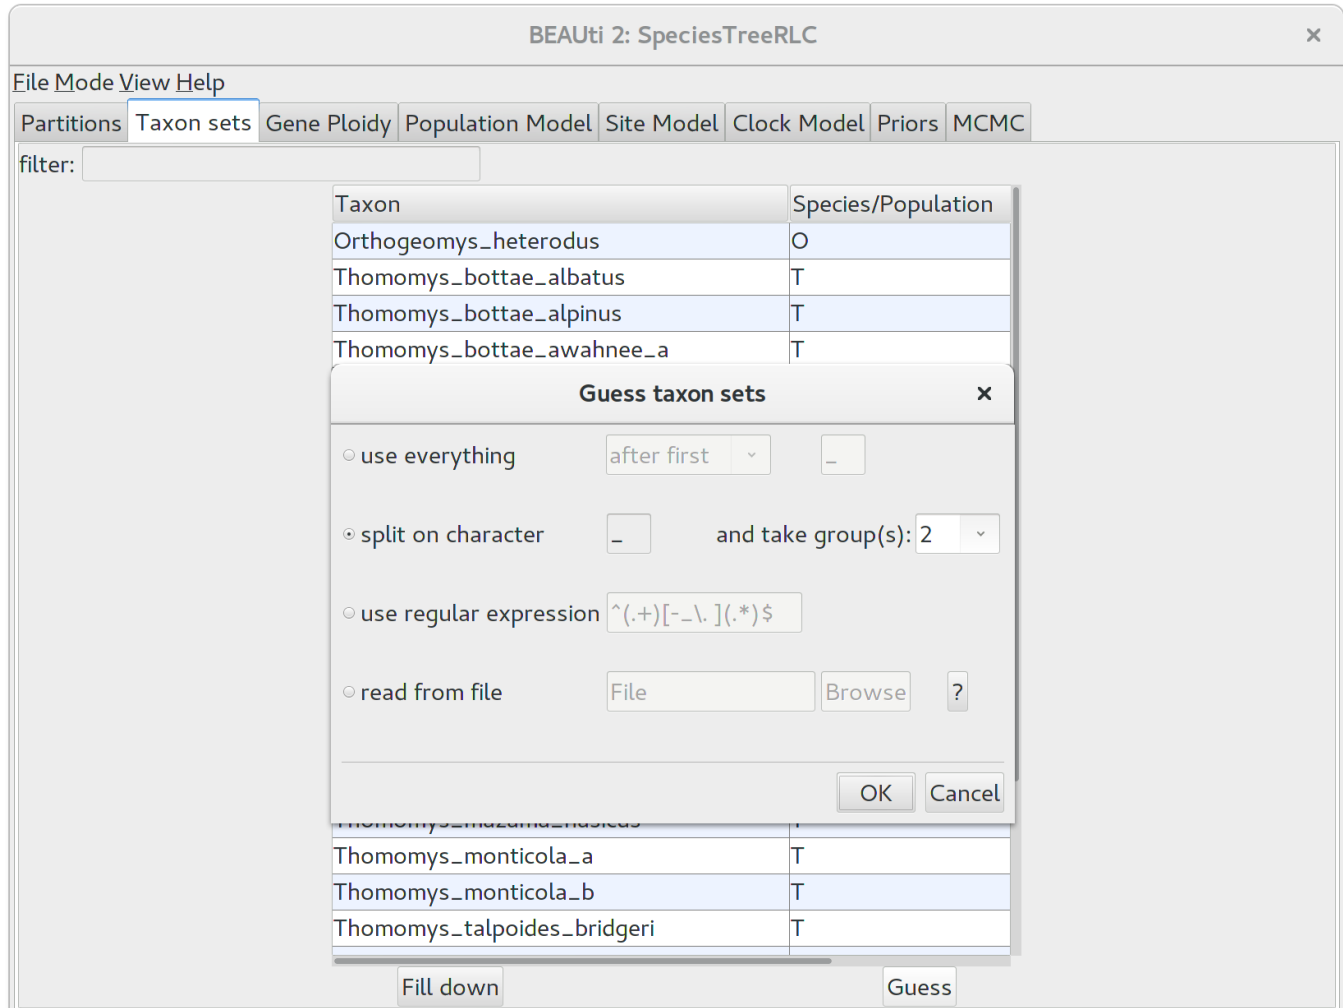 BEAUti 2: SpeciesTreeRLC ×
File Mode View Help
Partitions Taxon sets Gene Ploidy Population Model Site Model Clock Model Priors MCMC
filter:
Taxon Species/Population
Orthogeomys_heterodus O
Thomomys_bottae_albatus T
Thomomys_bottae_alpinus T
Thomomys_bottae_awahnee_a T
Guess taxon sets ×
use everything after first _
split on character _ and take group(s): 2
use regular expression ^(.+)[-_\. ](.*)$
read from file File Browse ?
OK Cancel
Thomomys_mazama_nasicus T
Thomomys_monticola_a T
Thomomys_monticola_b T
Thomomys_talpoides_bridgeri T
Fill down Guess